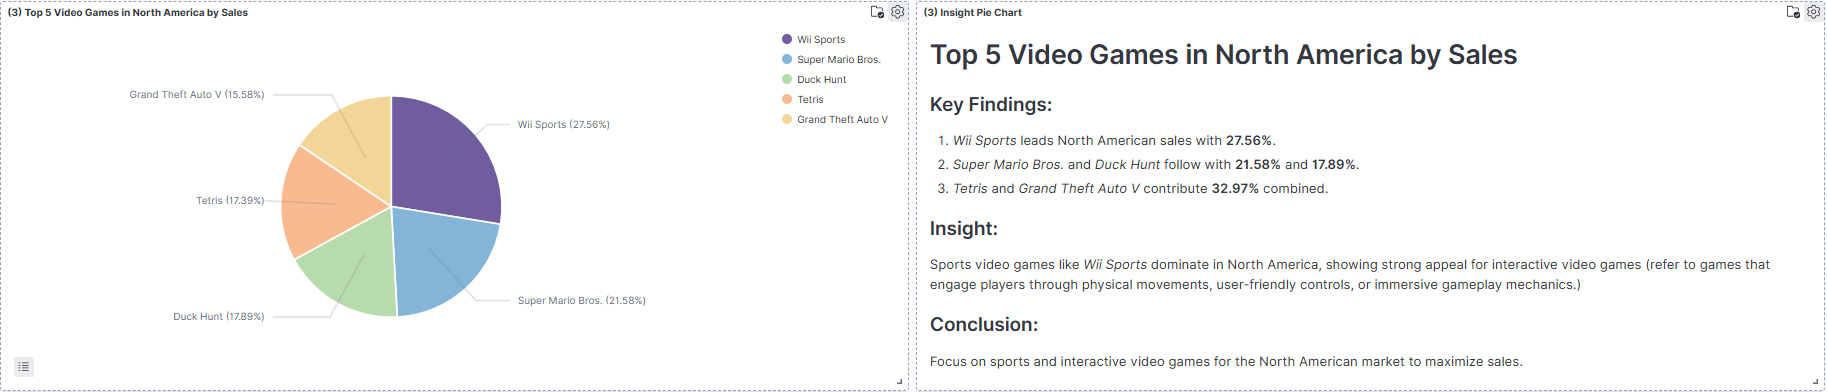 (3) Top 5 Video Games in North America by Sales
Wii Sports
Super Mario Bros.
Duck Hunt
Tetris
Grand Theft Auto V
Grand Theft Auto V (15.58%)
Wii Sports (27.56%)
Tetris (17.39%)
Super Mario Bros. (21.58%)
Duck Hunt (17.89%)
(3) Insight Pie Chart
Top 5 Video Games in North America by Sales
Key Findings:
1. Wii Sports leads North American sales with 27.56%.
2. Super Mario Bros. and Duck Hunt follow with 21.58% and 17.89%.
3. Tetris and Grand Theft Auto V contribute 32.97% combined.
Insight:
Sports video games like Wii Sports dominate in North America, showing strong appeal for interactive video games (refer to games that
engage players through physical movements, user-friendly controls, or immersive gameplay mechanics.)
Conclusion:
Focus on sports and interactive video games for the North American market to maximize sales.